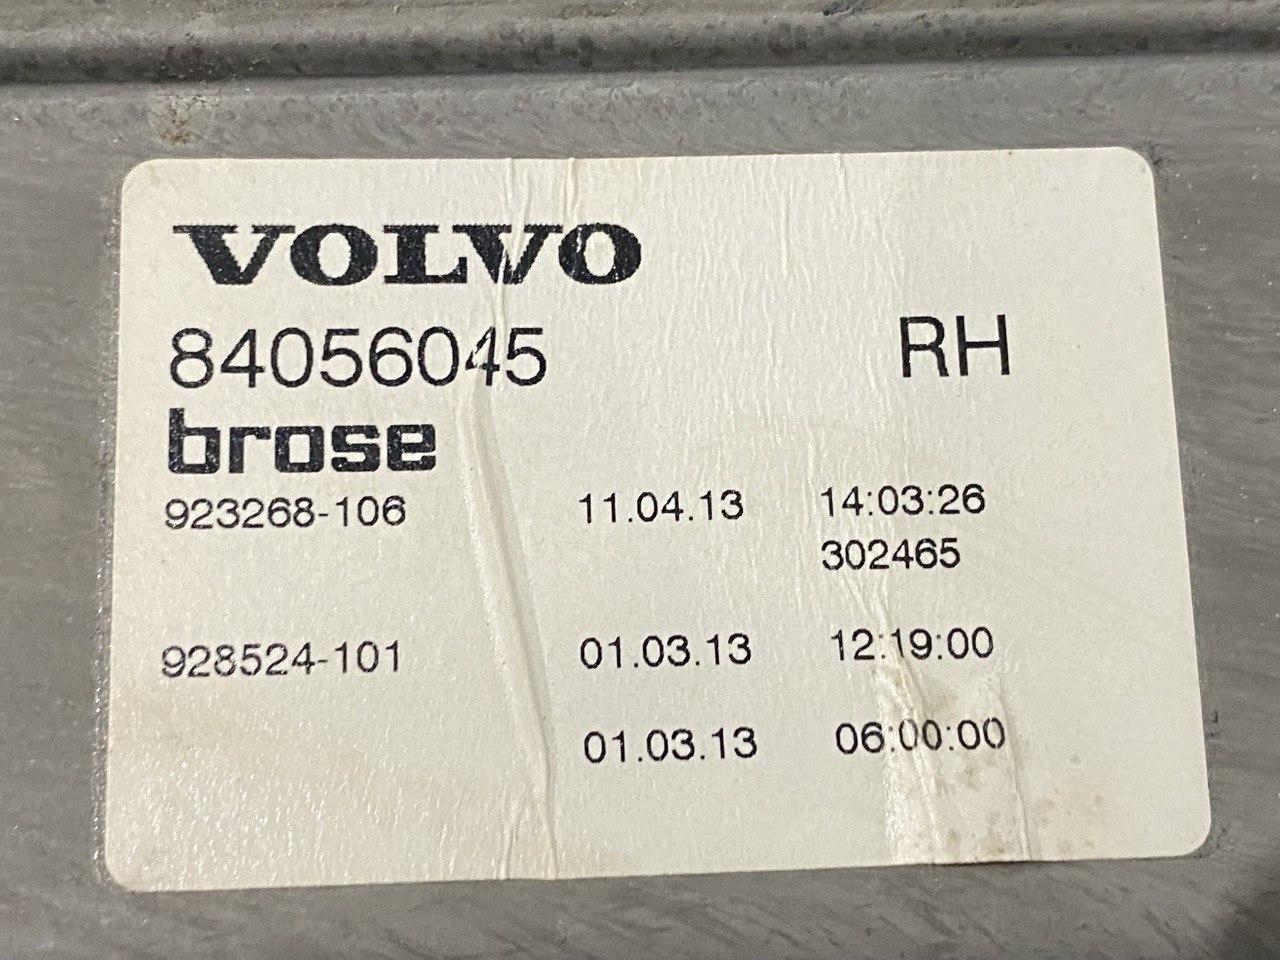 VOLVO
84056045 RH
brose
923268-106 11.04.13 14:03:26
302465
928524-101 01.03.13 12:19:00
01.03.13 06:00:00